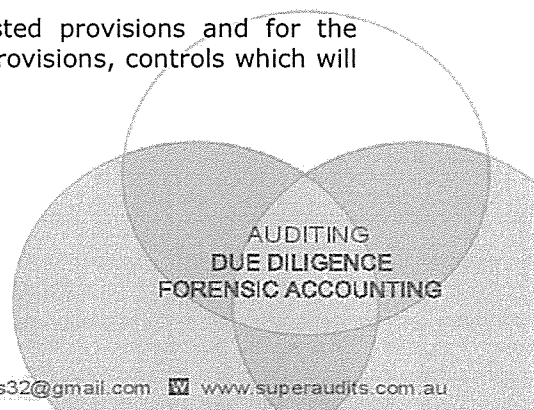 sted provisions and for the
rovisions, controls which will
AUDITING
DUE DILIGENCE
FORENSIC ACCOUNTING
s32@gmail.com W www.superaudits.com.au